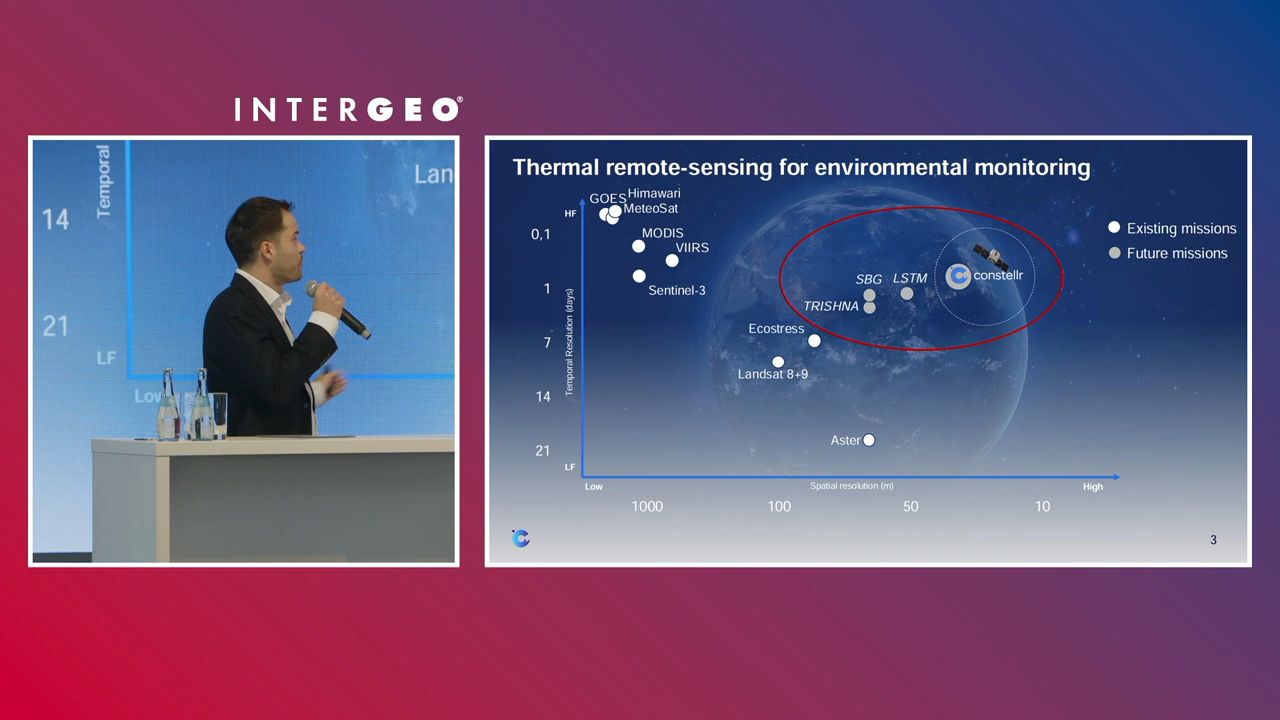 INTERGEO®
Temporal
Lan
14
21
LF
Low
Thermal remote-sensing for environmental monitoring
GOES
Himawari
MeteoSat
HF
0,1
MODIS
VIIRS
Sentinel-3
Existing missions
Future missions
SBG
LSTM
constellr
TRISHNA
1
Temporal Resolution (days)
7
Ecostress
Landsat 8+9
14
Aster
21
LF
Low
Spatial resolution (m)
High
1000
100
50
10
3